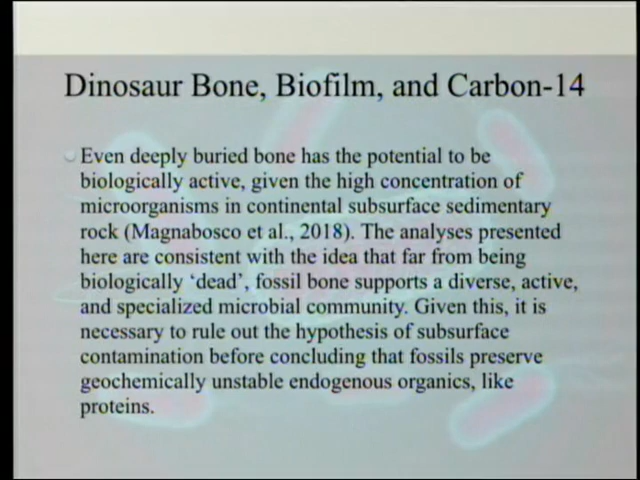 Dinosaur Bone, Biofilm, and Carbon-14
Even deeply buried bone has the potential to be
biologically active, given the high concentration of
microorganisms in continental subsurface sedimentary
rock (Magnabosco et al., 2018). The analyses presented
here are consistent with the idea that far from being
biologically ‘dead’, fossil bone supports a diverse, active,
and specialized microbial community. Given this, it is
necessary to rule out the hypothesis of subsurface
contamination before concluding that fossils preserve
geochemically unstable endogenous organics, like
proteins.